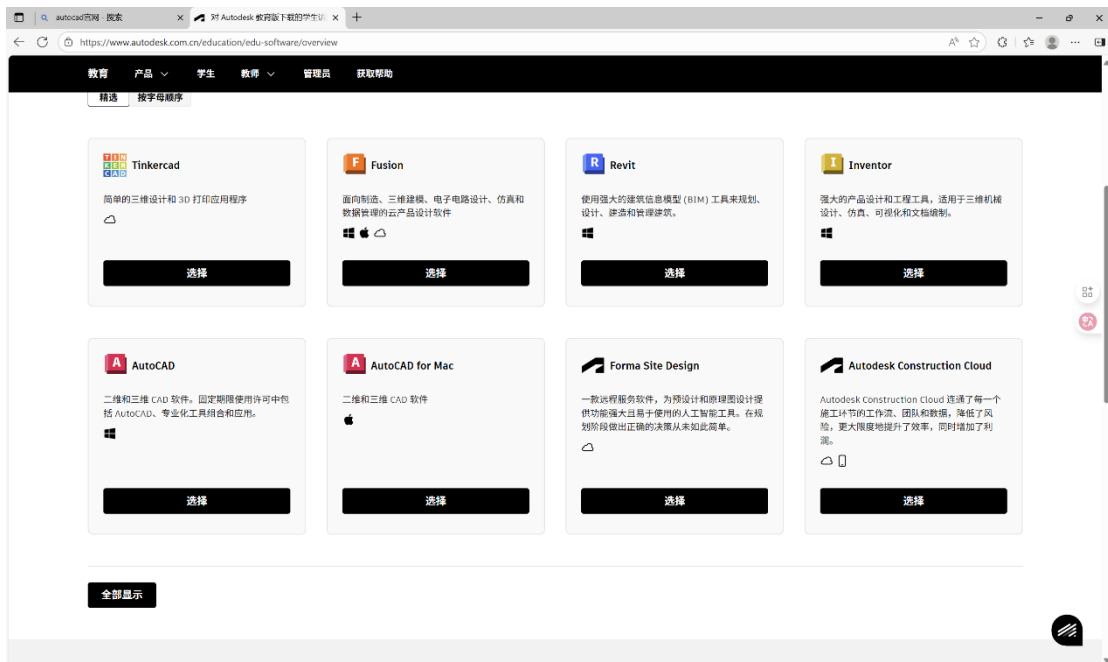 autocad官网 - 搜索
对 Autodesk 教育版下载的学生访
https://www.autodesk.com.cn/education/edu-software/overview
教育 产品 学生 教师 管理员 获取帮助
精选 按字母顺序
TINKERCAD Tinkercad
简单的三维设计和 3D 打印应用程序
选择
F Fusion
面向制造、三维建模、电子电路设计、仿真和
数据管理的云产品设计软件
选择
R Revit
使用强大的建筑信息模型 (BIM) 工具来规划、
设计、建造和管理建筑。
选择
I Inventor
强大的产品设计和工程工具，适用于三维机械
设计、仿真、可视化和文档编制。
选择
A AutoCAD
二维和三维 CAD 软件。固定期限使用许可中包
括 AutoCAD、专业化工具组合和应用。
选择
A AutoCAD for Mac
二维和三维 CAD 软件
选择
Forma Site Design
一款远程服务软件，为预设计和原理图设计提
供功能强大且易于使用的人工智能工具。在规
划阶段做出正确的决策从未如此简单。
选择
Autodesk Construction Cloud
Autodesk Construction Cloud 连通了每一个
施工环节的工作流、团队和数据，降低了风
险，更大限度地提升了效率，同时增加了利
润。
选择
全部显示